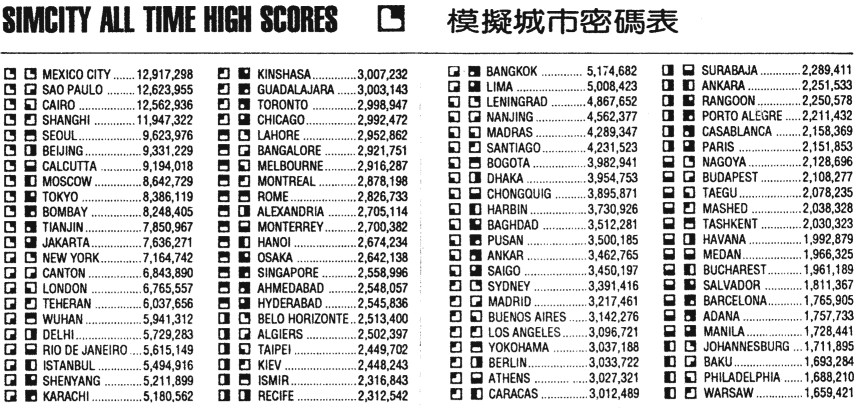 SIMCITY ALL TIME HIGH SCORES
模擬城市密碼表
MEXICO CITY ....... 12,917,298
SAO PAULO ......... 12,623,955
CAIRO ................ 12,562,936
SHANGHI ............ 11,947,322
SEOUL ................ 9,623,976
BEIJING .............. 9,331,229
CALCUTTA .......... 9,194,018
MOSCOW ............ 8,642,729
TOKYO ................ 8,386,119
BOMBAY ............. 8,248,405
TIANJIN .............. 7,850,967
JAKARTA ............. 7,636,271
NEW YORK .......... 7,164,742
CANTON ............. 6,843,890
LONDON ............. 6,765,557
TEHERAN ............ 6,037,656
WUHAN .............. 5,941,312
DELHI ................. 5,729,283
RIO DE JANEIRO .... 5,615,149
ISTANBUL ........... 5,494,916
SHENYANG .......... 5,211,899
KARACHI ............. 5,180,562
KINSHASA ............ 3,007,232
GUADALAJARA ..... 3,003,143
TORONTO ............ 2,998,947
CHICAGO ............. 2,992,472
LAHORE .............. 2,952,862
BANGALORE ........ 2,921,751
MELBOURNE ........ 2,916,287
MONTREAL .......... 2,878,198
ROME ................. 2,826,733
ALEXANDRIA ....... 2,705,114
MONTERREY ........ 2,700,382
HANOI ................ 2,674,234
OSAKA ................ 2,642,138
SINGAPORE ......... 2,558,996
AHMEDABAD ....... 2,548,057
HYDERABAD ........ 2,545,836
BELO HORIZONTE .. 2,513,400
ALGIERS ............. 2,502,397
TAIPEI ................ 2,449,702
KIEV .................. 2,448,243
ISMIR ................. 2,316,843
RECIFE ............... 2,312,542
BANGKOK ............ 5,174,682
LIMA .................. 5,008,423
LENINGRAD ......... 4,867,652
NANJING ............. 4,562,377
MADRAS ............. 4,289,347
SANTIAGO ........... 4,231,523
BOGOTA .............. 3,982,941
DHAKA ................ 3,954,753
CHONGQUIG ........ 3,895,871
HARBIN .............. 3,730,926
BAGHDAD ............ 3,512,281
PUSAN ................ 3,500,185
ANKAR ............... 3,462,765
SAIGO ................ 3,450,197
SYDNEY .............. 3,391,416
MADRID .............. 3,217,461
BUENOS AIRES ..... 3,142,276
LOS ANGELES ....... 3,096,721
YOKOHAMA ......... 3,037,188
BERLIN ............... 3,033,722
ATHENS .............. 3,027,321
CARACAS ............ 3,012,489
SURABAJA ........... 2,289,411
ANKARA .............. 2,251,533
RANGOON ........... 2,250,578
PORTO ALEGRE .... 2,211,432
CASABLANCA ....... 2,158,369
PARIS ................. 2,151,853
NAGOYA .............. 2,128,696
BUDAPEST ........... 2,108,277
TAEGU ................ 2,078,235
MASHED .............. 2,038,328
TASHKENT ........... 2,030,323
HAVANA .............. 1,992,879
MEDAN ............... 1,966,325
BUCHAREST ......... 1,961,189
SALVADOR .......... 1,811,367
BARCELONA ......... 1,765,905
ADANA ............... 1,757,733
MANILA .............. 1,728,441
JOHANNESBURG ... 1,711,895
BAKU ................. 1,693,284
PHILADELPHIA ..... 1,688,210
WARSAW ............ 1,659,421